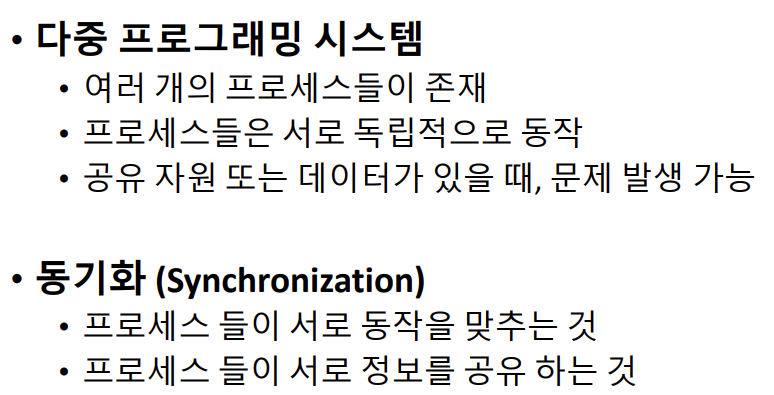 • 다중 프로그래밍 시스템
• 여러 개의 프로세스들이 존재
• 프로세스들은 서로 독립적으로 동작
• 공유 자원 또는 데이터가 있을 때, 문제 발생 가능
• 동기화 (Synchronization)
• 프로세스 들이 서로 동작을 맞추는 것
• 프로세스 들이 서로 정보를 공유 하는 것